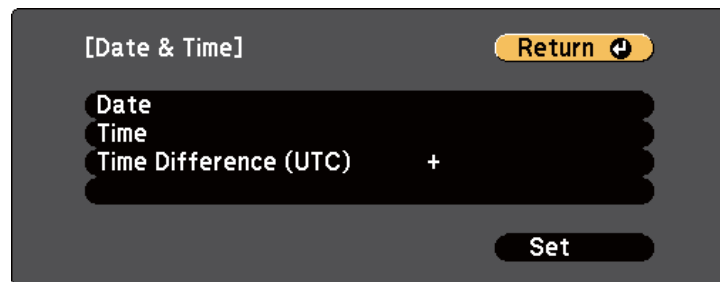 [Date & Time]
Return
Date
Time
Time Difference (UTC) +
Set